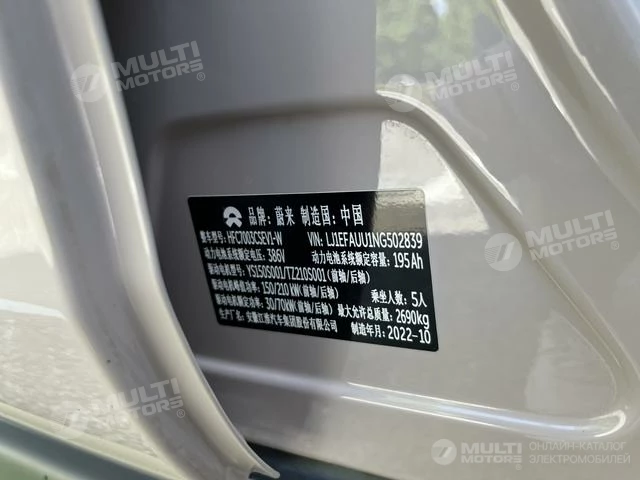 MULTI MOTORS
MULTI MOTORS
品牌: 蔚来 制造国: 中国
整车型号: HFC7003CSEV1-W VIN: LJ1EFAUU1NG502839
动力电池系统额定电压: 386V 动力电池系统额定容量: 195Ah
驱动电机型号: YS150S001/TZ210S001(前轴/后轴)
驱动电机峰值功率: 150/210kW(前轴/后轴) 乘坐人数: 5人
驱动电机额定功率: 30/70kW(前轴/后轴) 最大允许总质量: 2690kg
生产厂名: 安徽江淮汽车集团股份有限公司 制造年月: 2022-10
MULTI MOTORS
MULTI MOTORS
MULTI MOTORS
ОНЛАЙН-КАТАЛОГ
ЭЛЕКТРОМОБИЛЕЙ